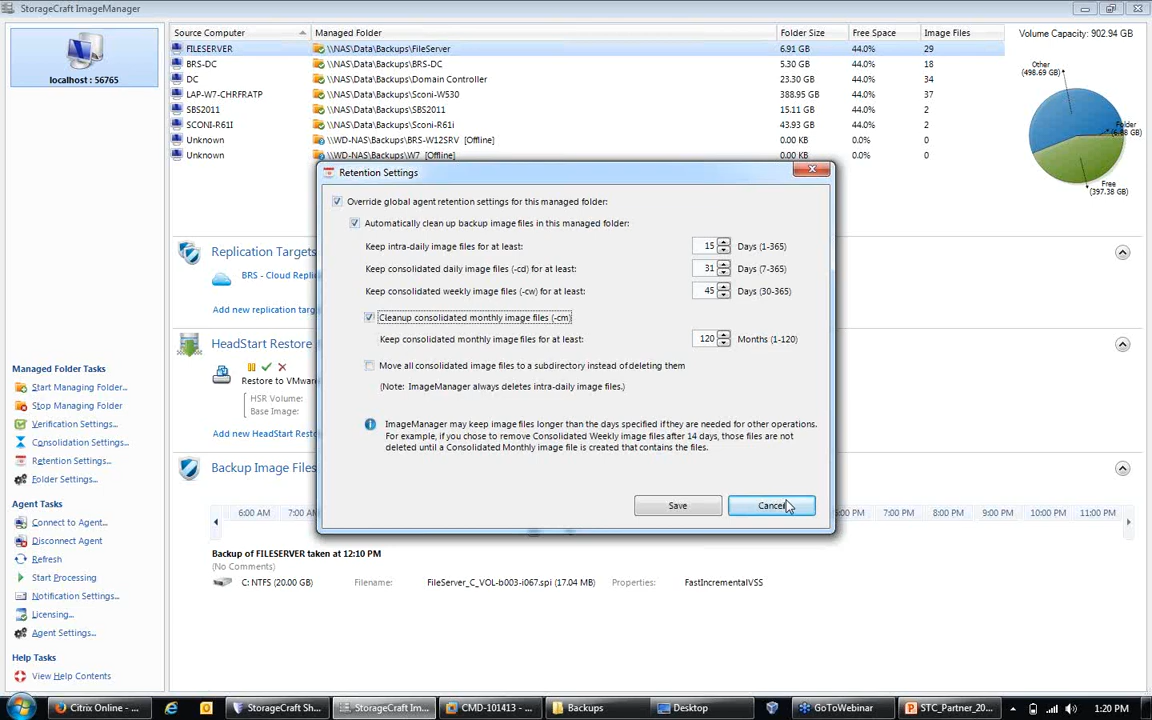 StorageCraft ImageManager
localhost : 56765
Source Computer Managed Folder Folder Size Free Space Image Files
FILESERVER \\NAS\Data\Backups\FileServer 6.91 GB 44.0% 29
BRS-DC \\NAS\Data\Backups\BRS-DC 5.30 GB 44.0% 18
DC \\NAS\Data\Backups\Domain Controller 23.30 GB 44.0% 34
LAP-W7-CHRFRATP \\NAS\Data\Backups\Sconi-W530 388.95 GB 44.0% 37
SBS2011 \\NAS\Data\Backups\SBS2011 15.11 GB 44.0% 2
SCONI-R61I \\NAS\Data\Backups\Sconi-R61i 43.93 GB 44.0% 2
Unknown \\WD-NAS\Backups\BRS-W12SRV [Offline] 0.00 KB 0.0% 0
Unknown \\WD-NAS\Backups\W7 [Offline] 0.00 KB 0.0% 0
Volume Capacity: 902.94 GB
Other
(498.69 GB)
Folder
Free
(397.38 GB)
Retention Settings
Override global agent retention settings for this managed folder:
Automatically clean up backup image files in this managed folder:
Keep intra-daily image files for at least: 15 Days (1-365)
Keep consolidated daily image files (-cd) for at least: 31 Days (7-365)
Keep consolidated weekly image files (-cw) for at least: 45 Days (30-365)
Cleanup consolidated monthly image files (-cm)
Keep consolidated monthly image files for at least: 120 Months (1-120)
Move all consolidated image files to a subdirectory instead of deleting them
(Note: ImageManager always deletes intra-daily image files.)
ImageManager may keep image files longer than the days specified if they are needed for other operations.
For example, if you chose to remove Consolidated Weekly image files after 14 days, those files are not
deleted until a Consolidated Monthly image file is created that contains the files.
Save Cancel
Replication Targets
BRS - Cloud Repli
Add new replication targ
HeadStart Restore
Restore to VMware
HSR Volume:
Base Image:
Add new HeadStart Resto
Backup Image Files
6:00 AM 7:00 A :00 PM 7:00 PM 8:00 PM 9:00 PM 10:00 PM 11:00 PM
Backup of FILESERVER taken at 12:10 PM
(No Comments)
C: NTFS (20.00 GB) Filename: FileServer_C_VOL-b003-i067.spi (17.04 MB) Properties: FastIncrementalVSS
Managed Folder Tasks
Start Managing Folder...
Stop Managing Folder
Verification Settings...
Consolidation Settings...
Retention Settings...
Folder Settings...
Agent Tasks
Connect to Agent...
Disconnect Agent
Refresh
Start Processing
Notification Settings...
Licensing...
Agent Settings...
Help Tasks
View Help Contents
Citrix Online - ... StorageCraft Sh... StorageCraft Im... CMD-101413 - ... Backups Desktop GoToWebinar STC_Partner_20... 1:20 PM